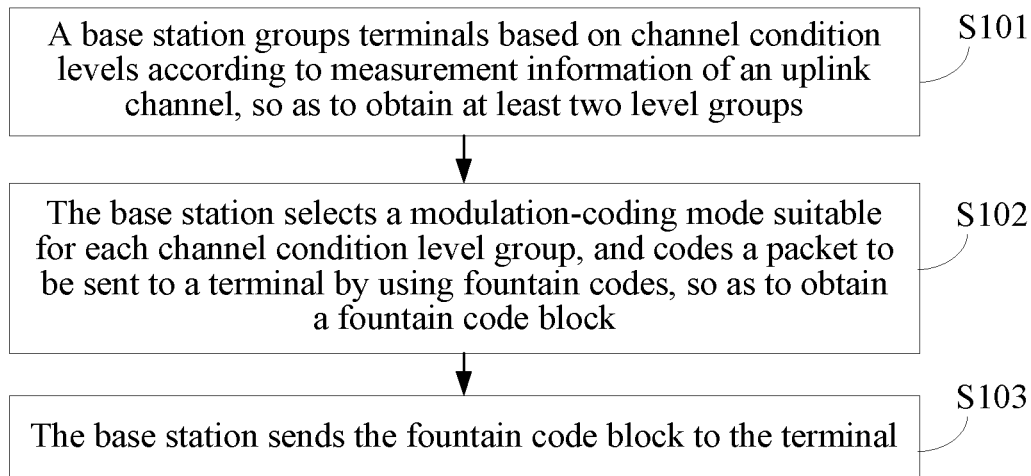 A base station groups terminals based on channel condition
levels according to measurement information of an uplink
channel, so as to obtain at least two level groups
S101
The base station selects a modulation-coding mode suitable
for each channel condition level group, and codes a packet to
be sent to a terminal by using fountain codes, so as to obtain
a fountain code block
S102
The base station sends the fountain code block to the terminal
S103